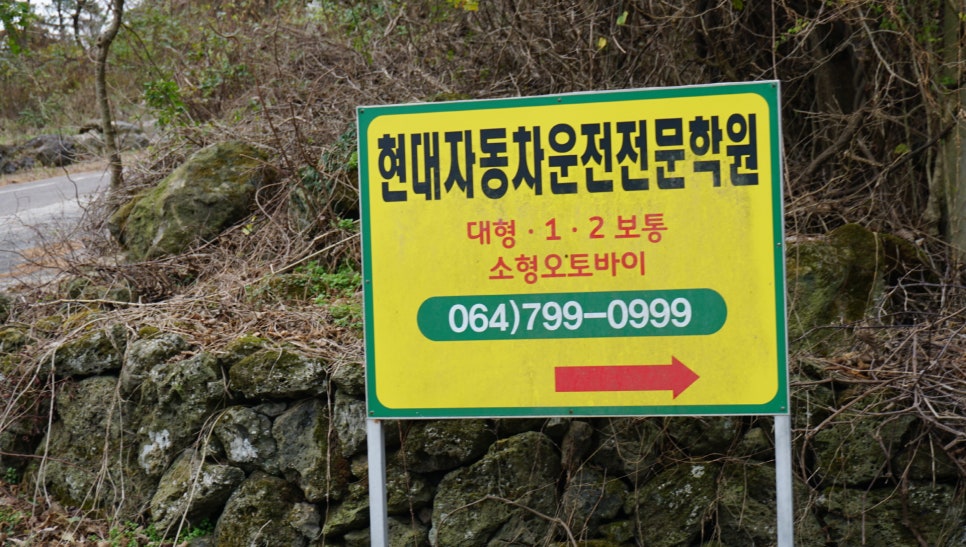 현대자동차운전전문학원
대형 · 1 · 2 보통
소형오토바이
064)799-0999